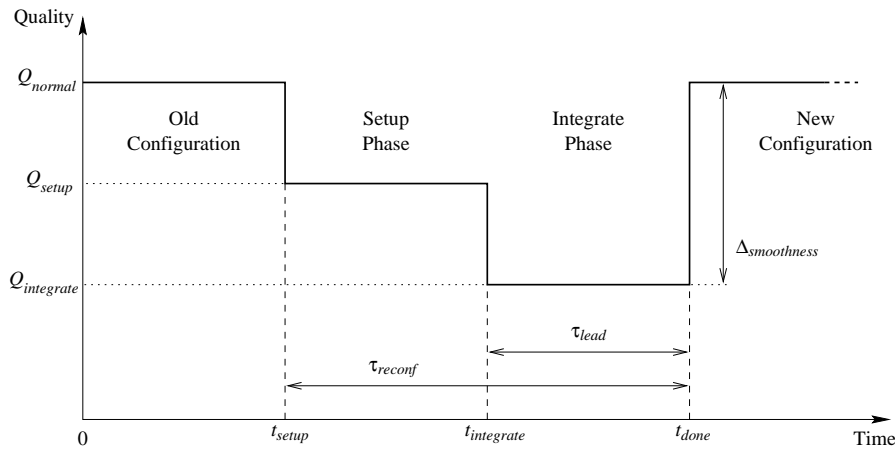 Quality
Q_normal
Old
Configuration
Setup
Phase
Integrate
Phase
New
Configuration
Q_setup
Δ_smoothness
Q_integrate
τ_lead
τ_reconf
0
t_setup
t_integrate
t_done
Time